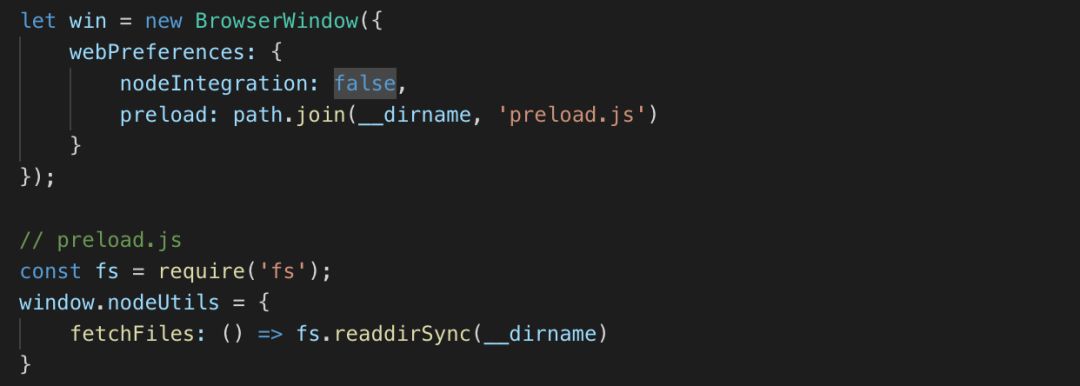 let win = new BrowserWindow({
    webPreferences: {
        nodeIntegration: false,
        preload: path.join(__dirname, 'preload.js')
    }
});

// preload.js
const fs = require('fs');
window.nodeUtils = {
    fetchFiles: () => fs.readdirSync(__dirname)
}